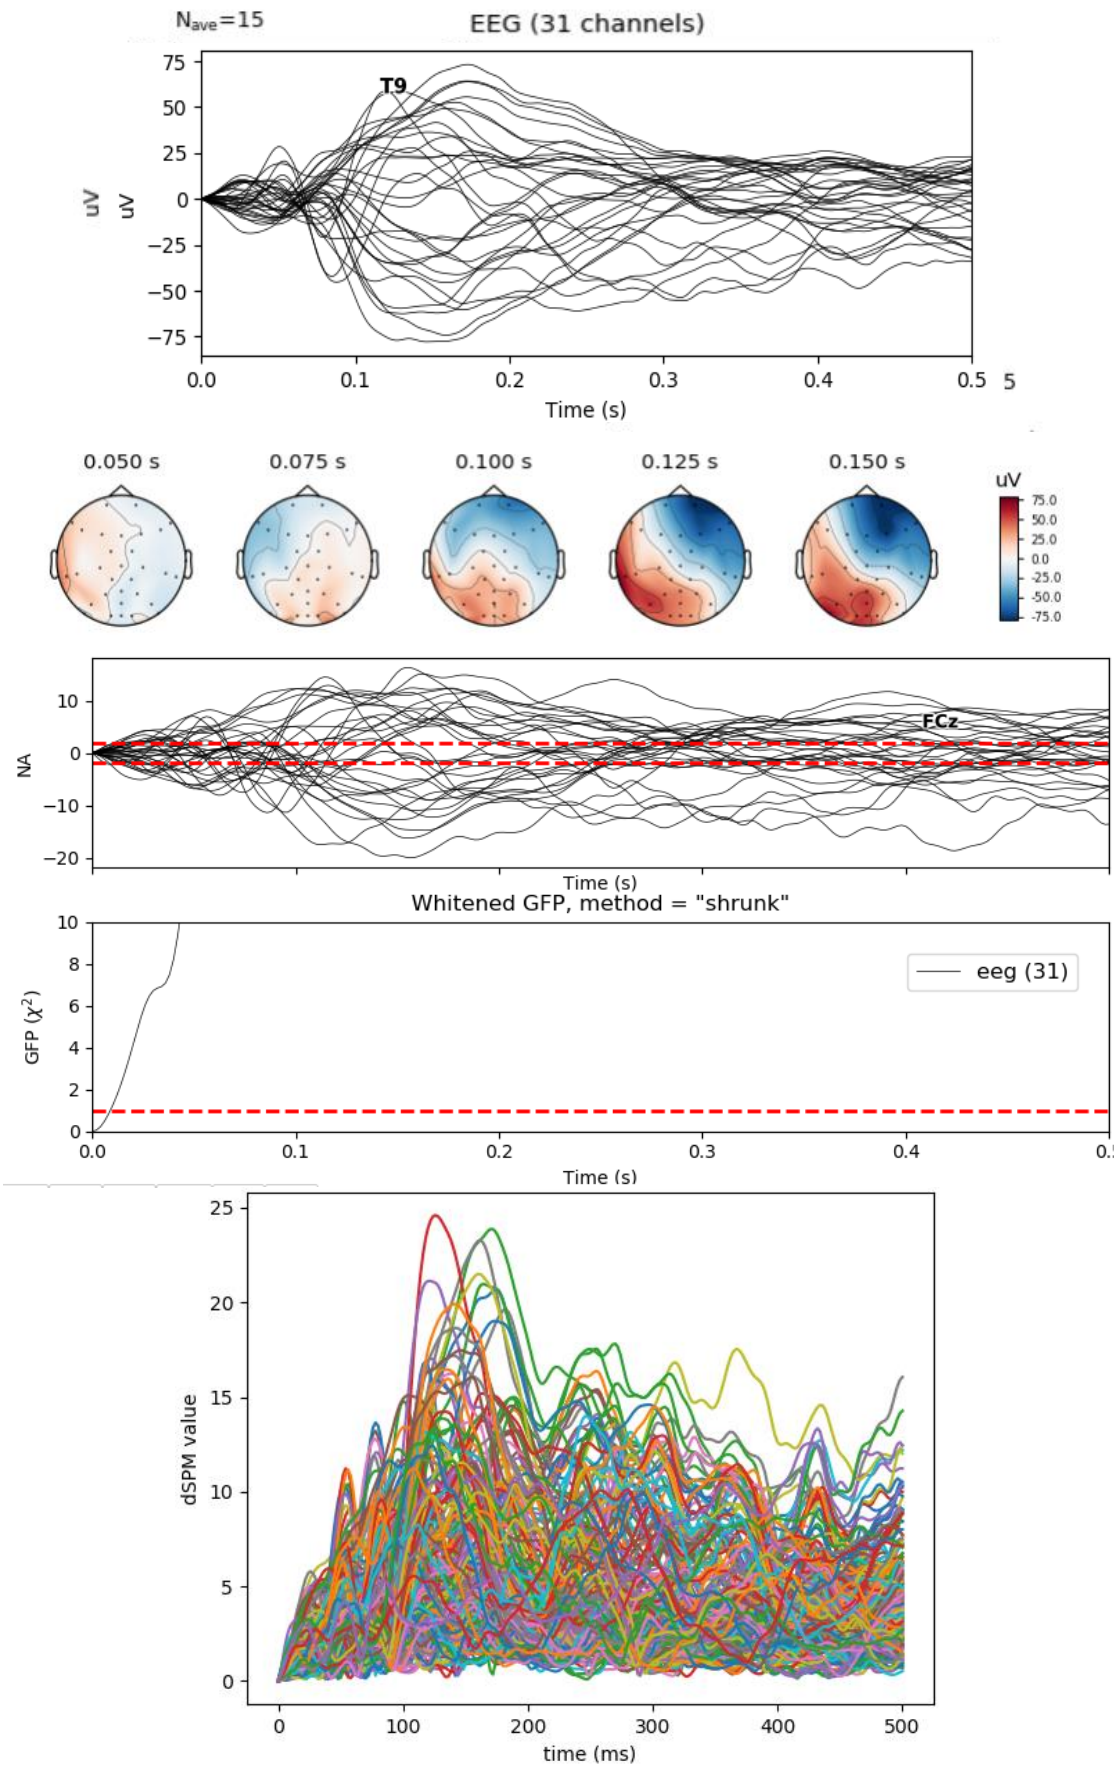 Nave=15
EEG (31 channels)
75
50
25
0
−25
−50
−75
uV
uV
T9
0.0 0.1 0.2 0.3 0.4 0.5 5
Time (s)
0.050 s 0.075 s 0.100 s 0.125 s 0.150 s
uV
75.0
50.0
25.0
0.0
-25.0
-50.0
-75.0
10
0
−10
−20
NA
FCz
Time (s)
Whitened GFP, method = "shrunk"
10
8
6
4
2
0
GFP (χ²)
eeg (31)
0.0 0.1 0.2 0.3 0.4
Time (s)
25
20
15
10
5
0
dSPM value
0 100 200 300 400 500
time (ms)